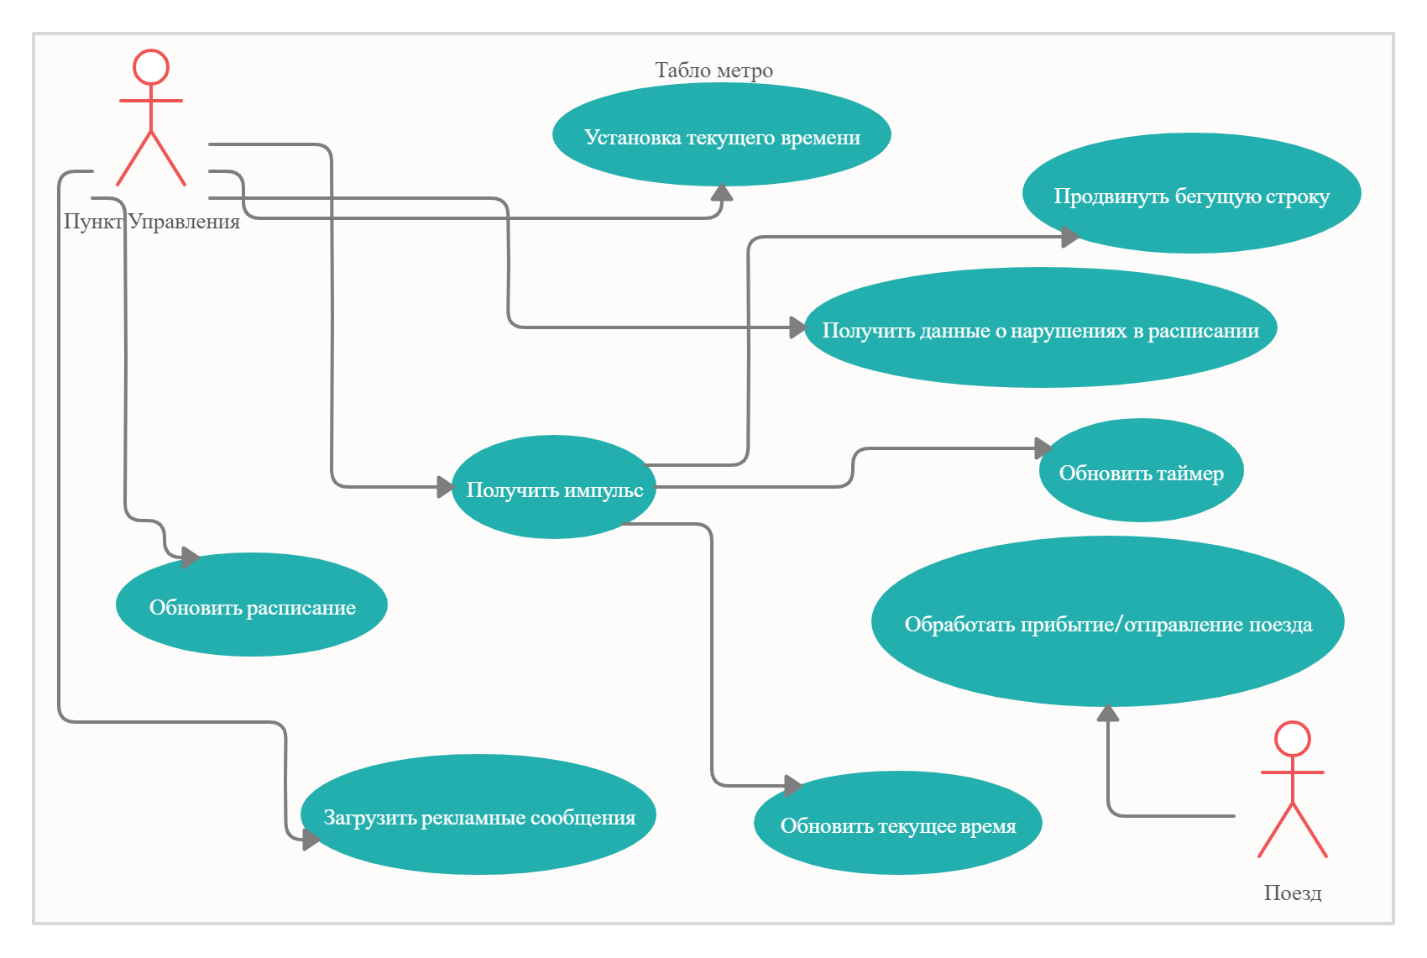 Табло метро
Установка текущего времени
Продвинуть бегущую строку
Пункт Управления
Получить данные о нарушениях в расписании
Обновить таймер
Получить импульс
Обновить расписание
Обработать прибытие/отправление поезда
Загрузить рекламные сообщения
Обновить текущее время
Поезд